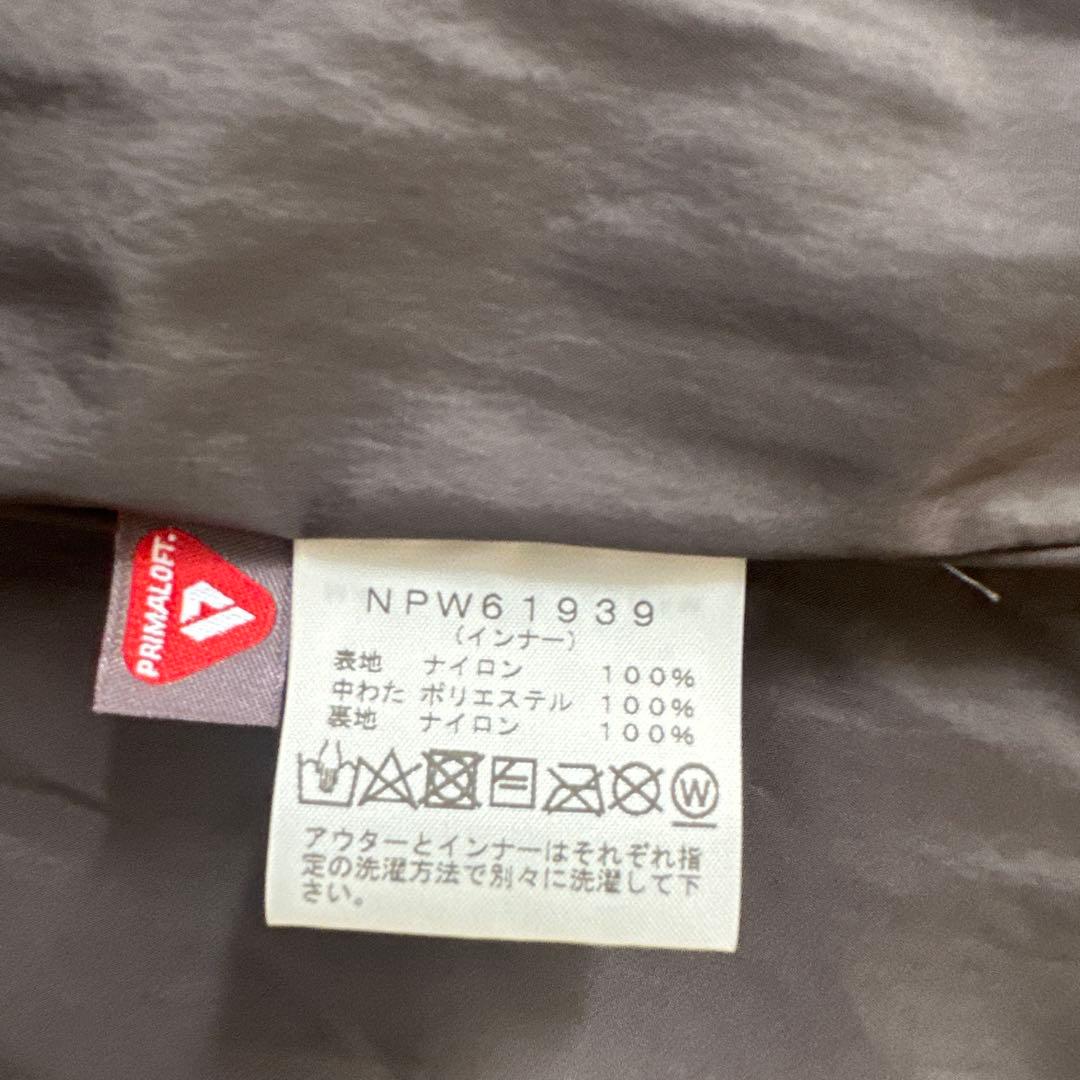 PRIMALOFT®
NPW61939
(インナー)
表地 ナイロン 100%
中わた ポリエステル 100%
裏地 ナイロン 100%
W
アウターとインナーはそれぞれ指
定の洗濯方法で別々に洗濯して下
さい。